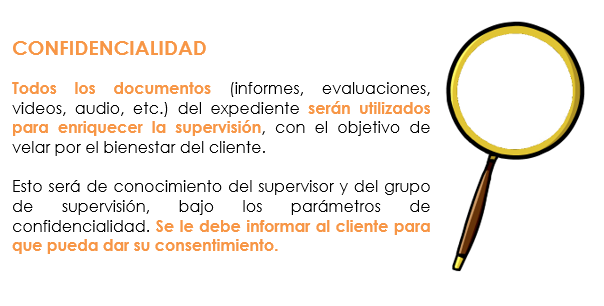 CONFIDENCIALIDAD
Todos los documentos (informes, evaluaciones,
videos, audio, etc.) del expediente serán utilizados
para enriquecer la supervisión, con el objetivo de
velar por el bienestar del cliente.
Esto será de conocimiento del supervisor y del grupo
de supervisión, bajo los parámetros de
confidencialidad. Se le debe informar al cliente para
que pueda dar su consentimiento.